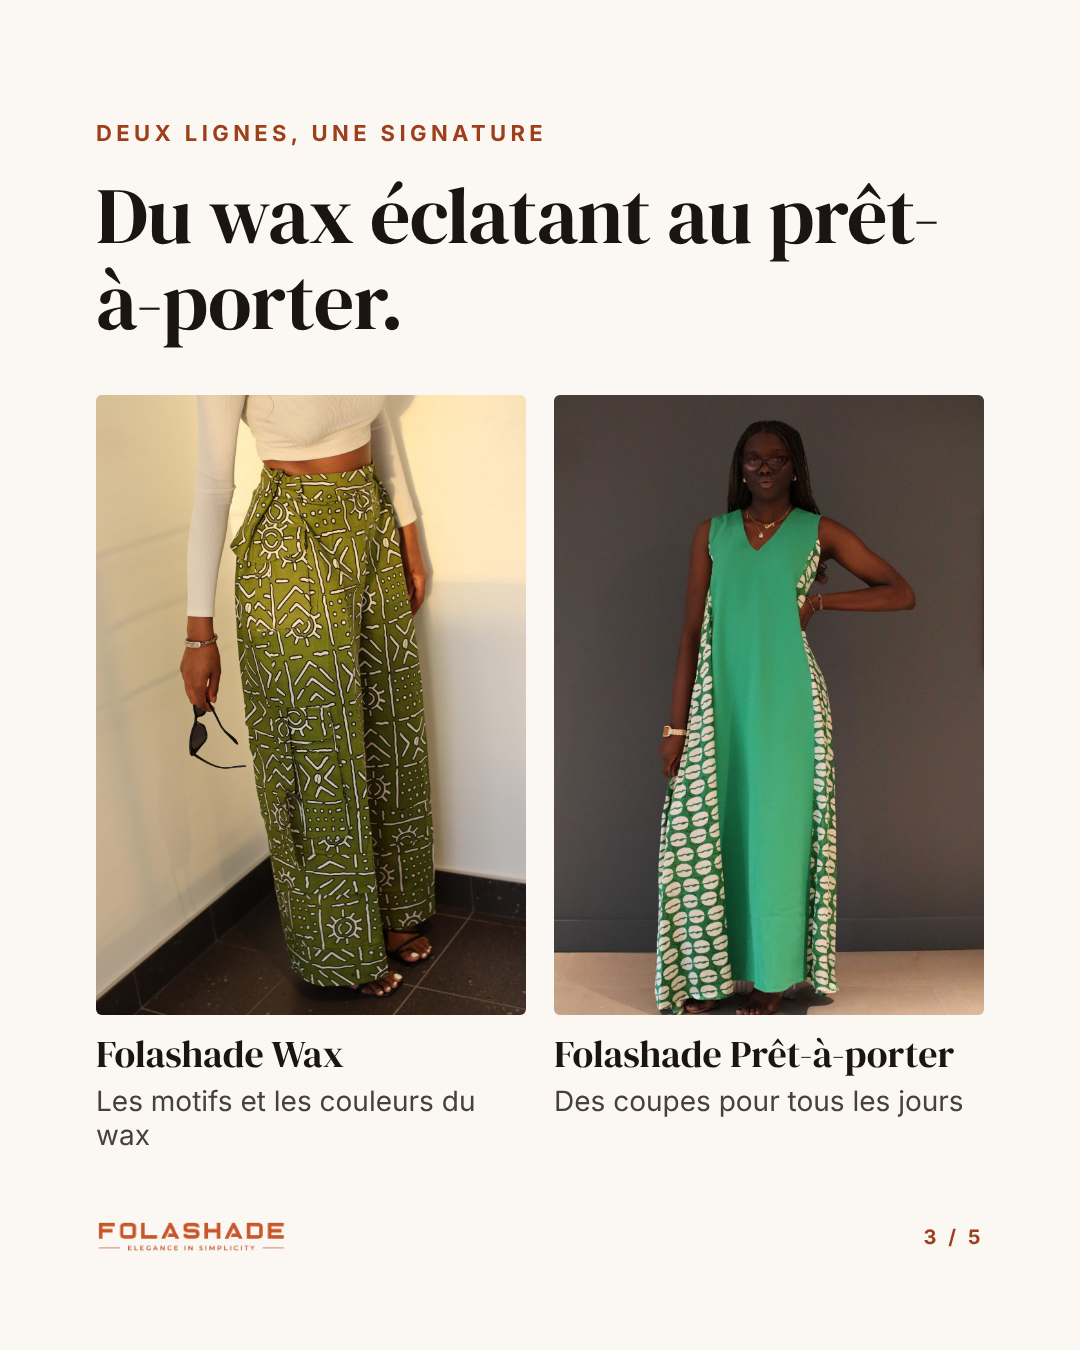 DEUX LIGNES, UNE SIGNATURE
Du wax éclatant au prêt-
à-porter.
Folashade Wax
Les motifs et les couleurs du
wax
Folashade Prêt-à-porter
Des coupes pour tous les jours
FOLASHADE
ELEGANCE IN SIMPLICITY
3 / 5